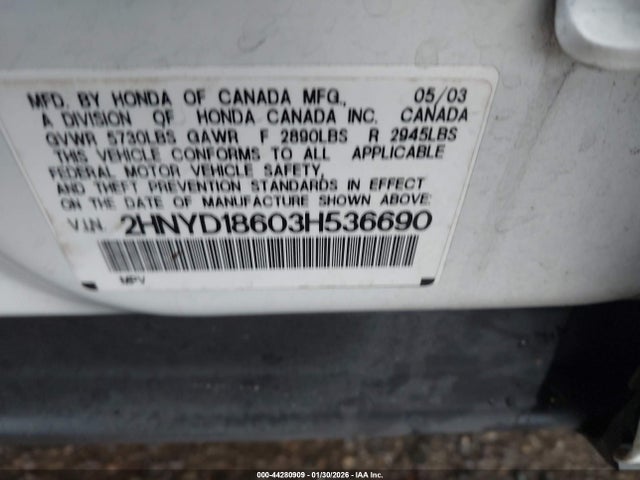 MFD. BY HONDA OF CANADA MFG., 05/03
A DIVISION OF HONDA CANADA INC. CANADA
GVWR 5730LBS GAWR F 2890LBS R 2945LBS
THIS VEHICLE CONFORMS TO ALL APPLICABLE
FEDERAL MOTOR VEHICLE SAFETY,
AND THEFT PREVENTION STANDARDS IN EFFECT
ON THE DATE OF MANUFACTURE SHOWN ABOVE:
V.I.N. 2HNYD18603H536690
MPV
000-44280909 - 01/30/2026 - IAA Inc.